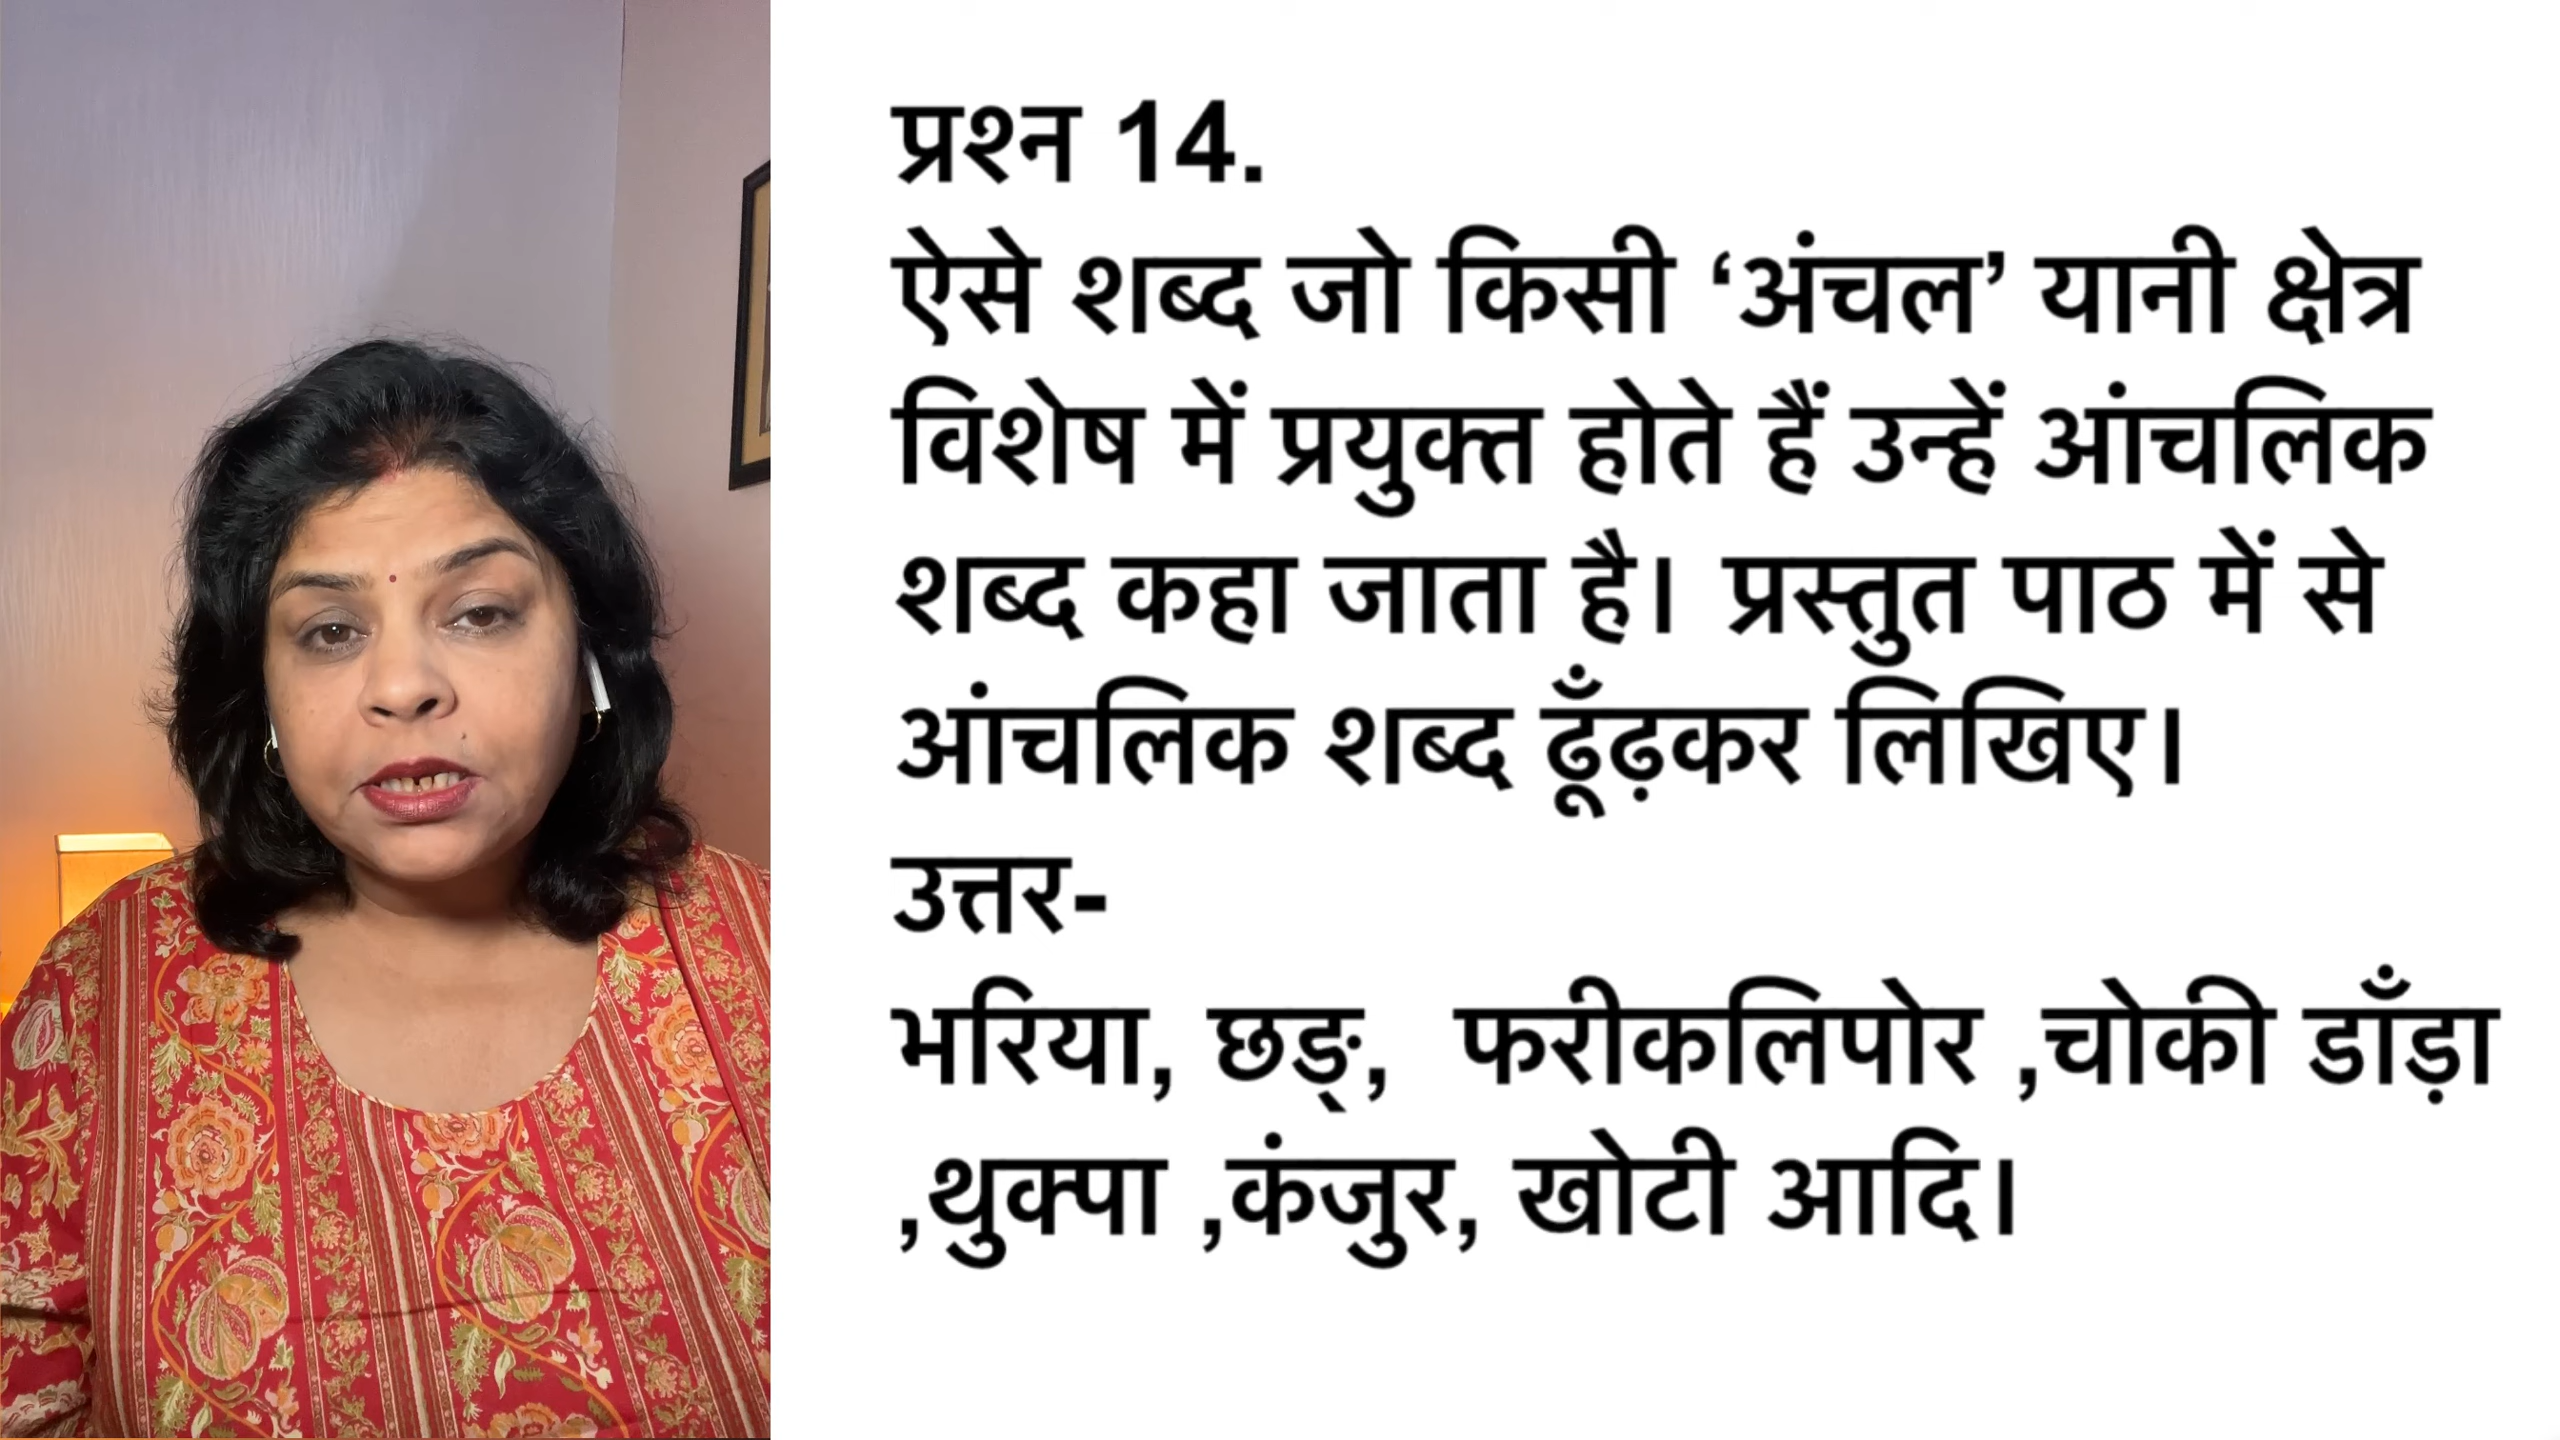 प्रश्न 14.
ऐसे शब्द जो किसी ‘अंचल’ यानी क्षेत्र
विशेष में प्रयुक्त होते हैं उन्हें आंचलिक
शब्द कहा जाता है। प्रस्तुत पाठ में से
आंचलिक शब्द ढूँढ़कर लिखिए।
उत्तर-
भरिया, छङ्, फरीकलिपोर ,चोकी डाँड़ा
,थुक्पा ,कंजुर, खोटी आदि।